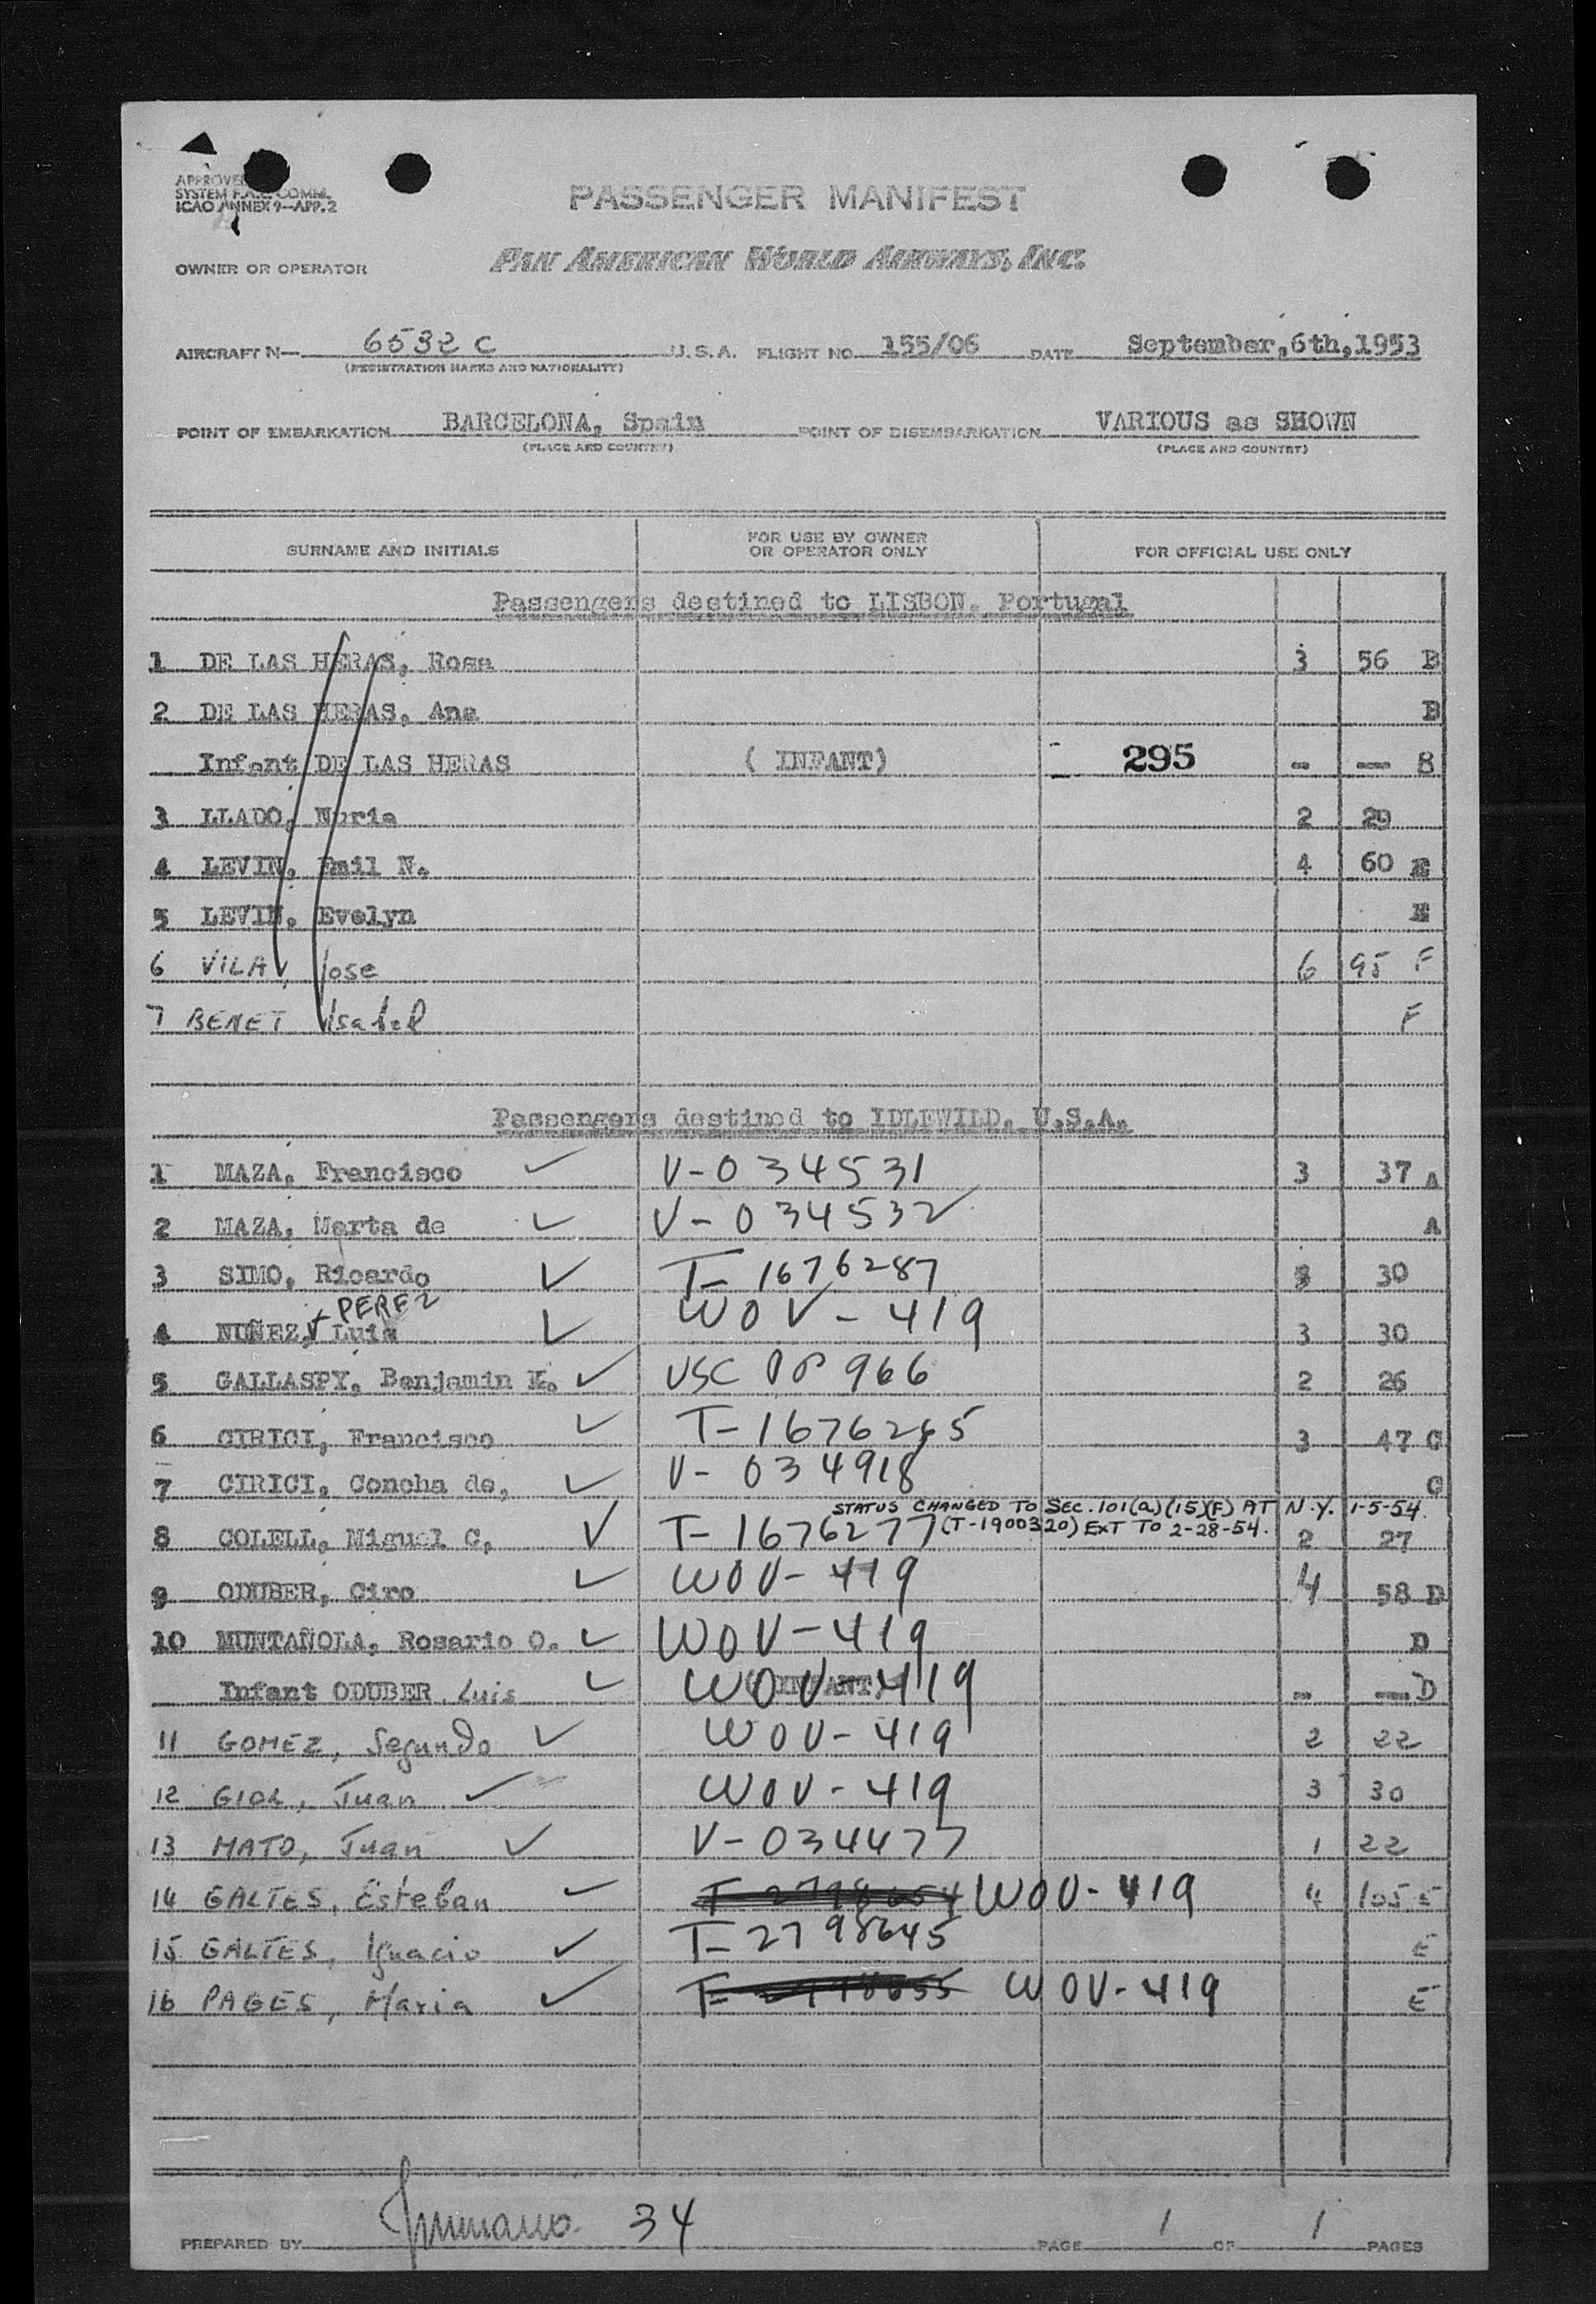 APPROVED
SYSTEM F.A.L. COMM.
ICAO ANNEX 9—APP. 2
PASSENGER MANIFEST
OWNER OR OPERATOR PAN AMERICAN WORLD AIRWAYS, INC.
AIRCRAFT N— 6532 C U.S.A. FLIGHT NO. 155/06 DATE September,6th,1953
(REGISTRATION MARKS AND NATIONALITY)
POINT OF EMBARKATION BARCELONA, Spain POINT OF DISEMBARKATION VARIOUS as SHOWN
(PLACE AND COUNTRY) (PLACE AND COUNTRY)
SURNAME AND INITIALS FOR USE BY OWNER OR OPERATOR ONLY FOR OFFICIAL USE ONLY
Passengers destined to LISBON, Portugal
1 DE LAS HERAS, Rosa 3 56 B
2 DE LAS HERAS, Ana B
Infant DE LAS HERAS ( INFANT) 295 - — B
3 LLADO, Nuria 2 29
4 LEVIN, Emil N. 4 60 E
5 LEVIN, Evelyn E
6 VILA, Jose 6 95 F
7 BENET Isabel F
Passengers destined to IDLEWILD, U.S.A.
1 MAZA, Francisco ✓ V-034531 3 37 A
2 MAZA, Marta de ✓ V-034532 A
3 SIMO, Ricardo ✓ T-1676287 30
PEREZ
4 NUÑEZ, Luis ✓ WOV-419 3 30
5 GALLASPY, Benjamin K. ✓ USC PP 966 2 26
6 CIRICI, Francisco ✓ T-1676265 3 47 C
7 CIRICI, Concha de, ✓ V-034918 C
STATUS CHANGED TO SEC. 101(a)(15)(F) AT N.Y. 1-5-54.
8 COLELL, Miguel C, ✓ T-1676277 (T-1900320) EXT TO 2-28-54. 2 27
9 ODUBER, Ciro ✓ WOV-419 4 58 D
10 MUNTAÑOLA, Rosario O. ✓ WOV-419 D
Infant ODUBER Luis ✓ (INFANT) WOV-419 - — D
11 GOMEZ, Segundo ✓ WOV-419 2 22
12 GIOL, Juan ✓ WOV-419 3 30
13 MATO, Juan ✓ V-034477 1 22
14 GALTES, Esteban ✓ WOV-419 4 105 E
15 GALTES, Ignacio ✓ T-2798645 E
16 PAGES, Maria ✓ WOV-419 E
PREPARED BY 34 PAGE 1 OF 1 PAGES